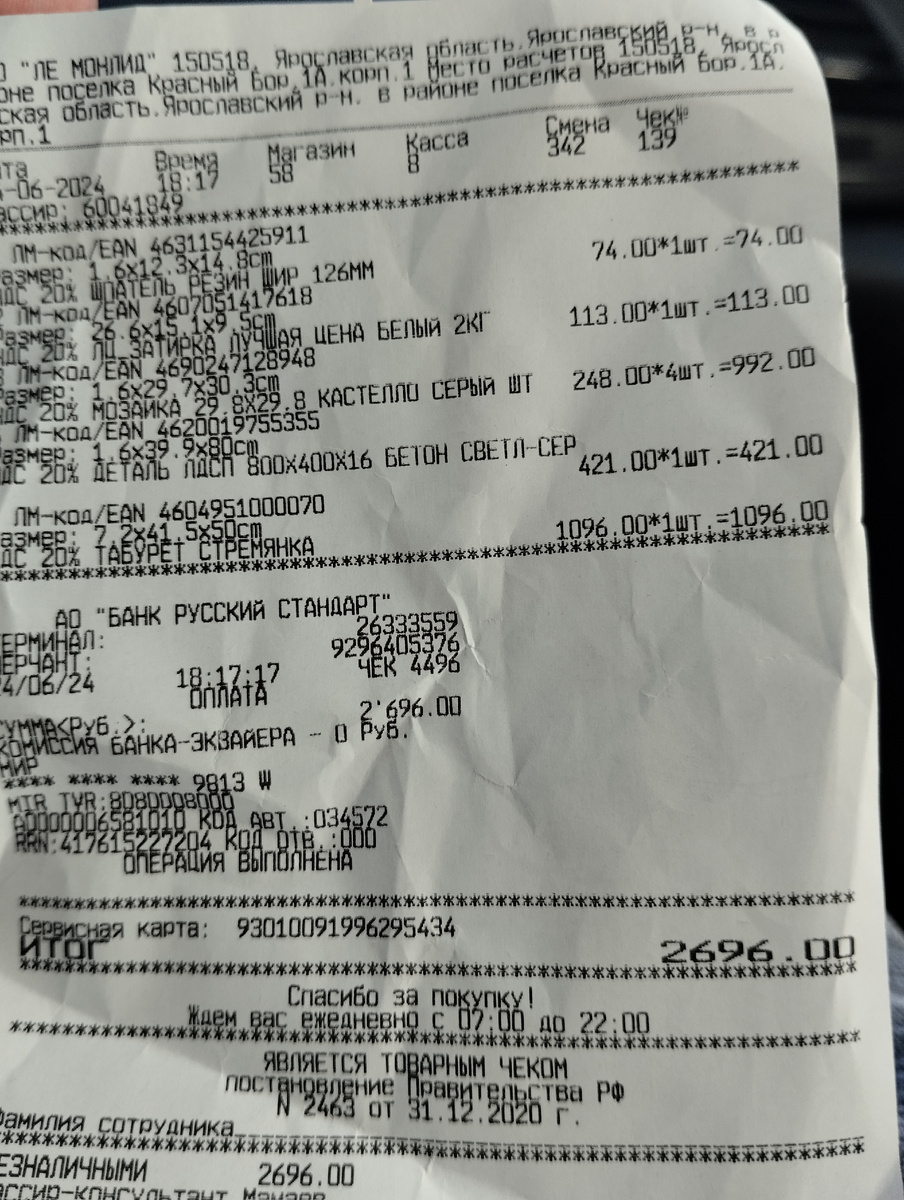 "ЛЕ МОНЛИД" 150518, Ярославская область.Ярославский р-н, в р
оне поселка Красный Бор,1А.корп.1 Место расчетов 150518, Яросл
ская область.Ярославский р-н. в районе поселка Красный Бор.1А.
рп.1
та Время Магазин Касса Смена Чек№
-06-2024 18:17 58 8 342 139
ассир: 60041849
****************************************************************
ЛМ-код/EAN 4631154425911
азмер: 1.6x12.3x14.8cm 74.00*1шт.=74.00
ДС 20% ШПАТЕЛЬ РЕЗИН ШИР 126ММ
ЛМ-код/EAN 4607051417618
азмер: 26.6x15.1x9.5cm 113.00*1шт.=113.00
ДС 20% ЛЦ_ЗАТИРКА ЛУЧШАЯ ЦЕНА БЕЛЫЙ 2КГ
ЛМ-код/EAN 4690247128948
азмер: 1.6x29.7x30.3cm 248.00*4шт.=992.00
ДС 20% МОЗАИКА 29.8X29.8 КАСТЕЛЛО СЕРЫЙ ШТ
ЛМ-код/EAN 4620019755355
азмер: 1.6x39.9x80cm
ДС 20% ДЕТАЛЬ ЛДСП 800X400X16 БЕТОН СВЕТЛ-СЕР
421.00*1шт.=421.00
ЛМ-код/EAN 4604951000070
азмер: 7.2x41.5x50cm 1096.00*1шт.=1096.00
ДС 20% ТАБУРЕТ СТРЕМЯНКА
****************************************************************
АО "БАНК РУССКИЙ СТАНДАРТ"
ЕРМИНАЛ: 26333559
ЕРЧАНТ: 9296405376
4/06/24 18:17:17 ЧЕК 4496
ОПЛАТА
СУММА<Руб.>: 2'696.00
КОМИССИЯ БАНКА-ЭКВАЙЕРА - 0 Руб.
МИР
**** **** **** 9813 W
MIR TVR:8080008000
A0000006581010 КОД АВТ.:034572
RRN:417615227204 КОД ОТВ.:000
ОПЕРАЦИЯ ВЫПОЛНЕНА
****************************************************************
Сервисная карта: 93010091996295434
ИТОГ 2696.00
****************************************************************
Спасибо за покупку!
Ждем вас ежедневно с 07:00 до 22:00
****************************************************************
ЯВЛЯЕТСЯ ТОВАРНЫМ ЧЕКОМ
постановление Правительства РФ
N 2463 от 31.12.2020 г.
Фамилия сотрудника
****************************************************************
ЕЗНАЛИЧНЫМИ 2696.00
ассир-консультант